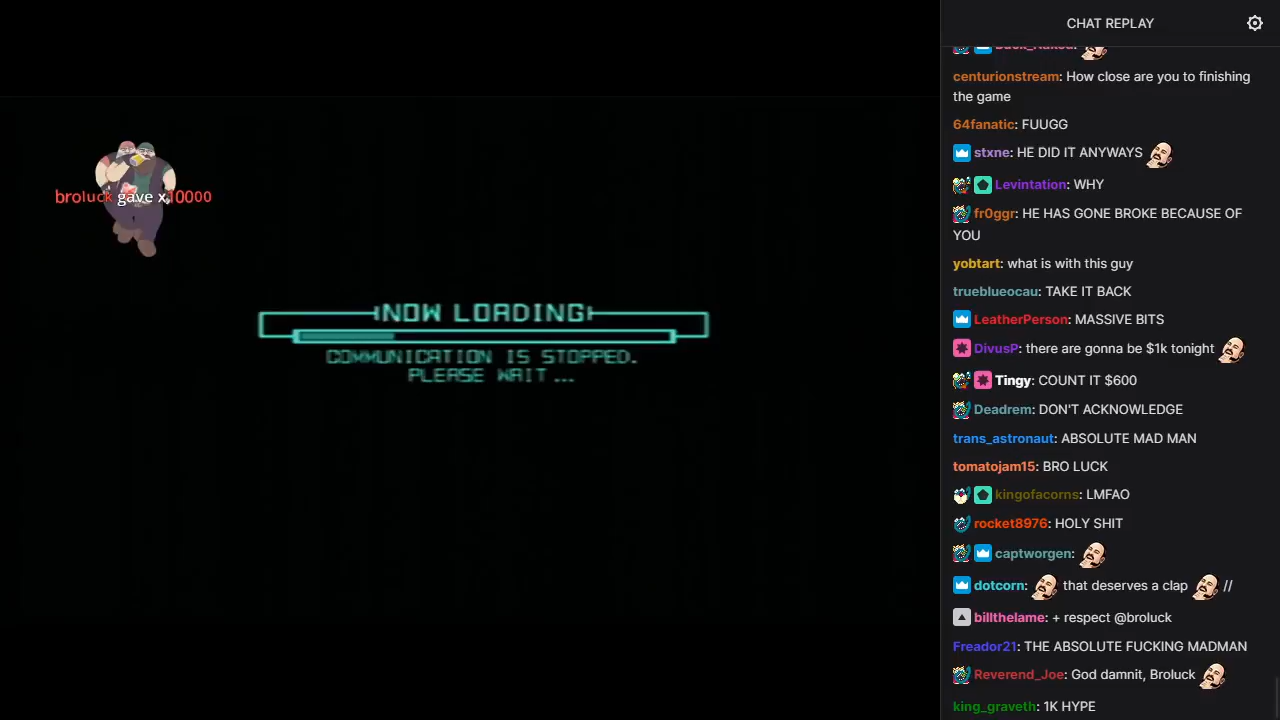 CHAT REPLAY
Buck_Naked:
centurionstream: How close are you to finishing
the game
64fanatic: FUUGG
stxne: HE DID IT ANYWAYS
Levintation: WHY
fr0ggr: HE HAS GONE BROKE BECAUSE OF
YOU
yobtart: what is with this guy
trueblueocau: TAKE IT BACK
LeatherPerson: MASSIVE BITS
DivusP: there are gonna be $1k tonight
Tingy: COUNT IT $600
Deadrem: DON'T ACKNOWLEDGE
trans_astronaut: ABSOLUTE MAD MAN
tomatojam15: BRO LUCK
kingofacorns: LMFAO
rocket8976: HOLY SHIT
captworgen:
dotcorn: that deserves a clap //
billthelame: + respect @broluck
Freador21: THE ABSOLUTE FUCKING MADMAN
Reverend_Joe: God damnit, Broluck
king_graveth: 1K HYPE
broluck gave x10000
NOW LOADING
COMMUNICATION IS STOPPED.
PLEASE WAIT...